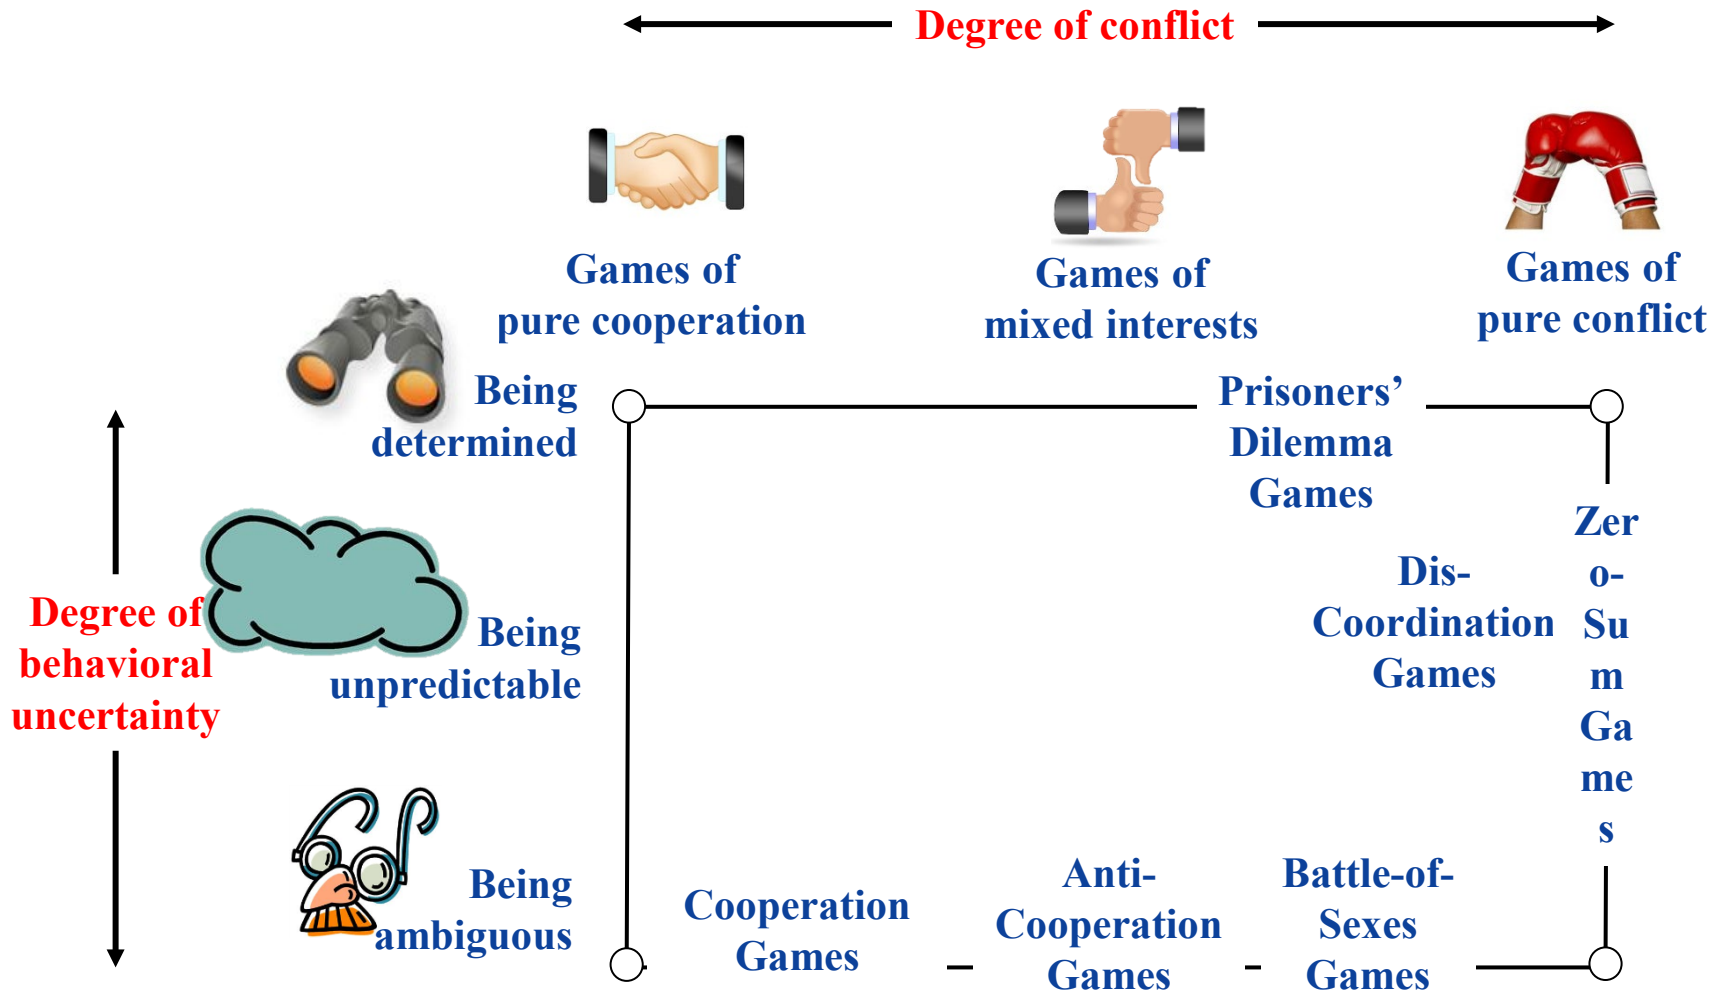 Degree of conflict
Games of
pure cooperation
Games of
mixed interests
Games of
pure conflict
Being
determined
Prisoners’
Dilemma
Games
Degree of
behavioral
uncertainty
Being
unpredictable
Dis-
Coordination
Games
Zer
o-
Su
m
Ga
me
s
Being
ambiguous
Cooperation
Games
Anti-
Cooperation
Games
Battle-of-
Sexes
Games